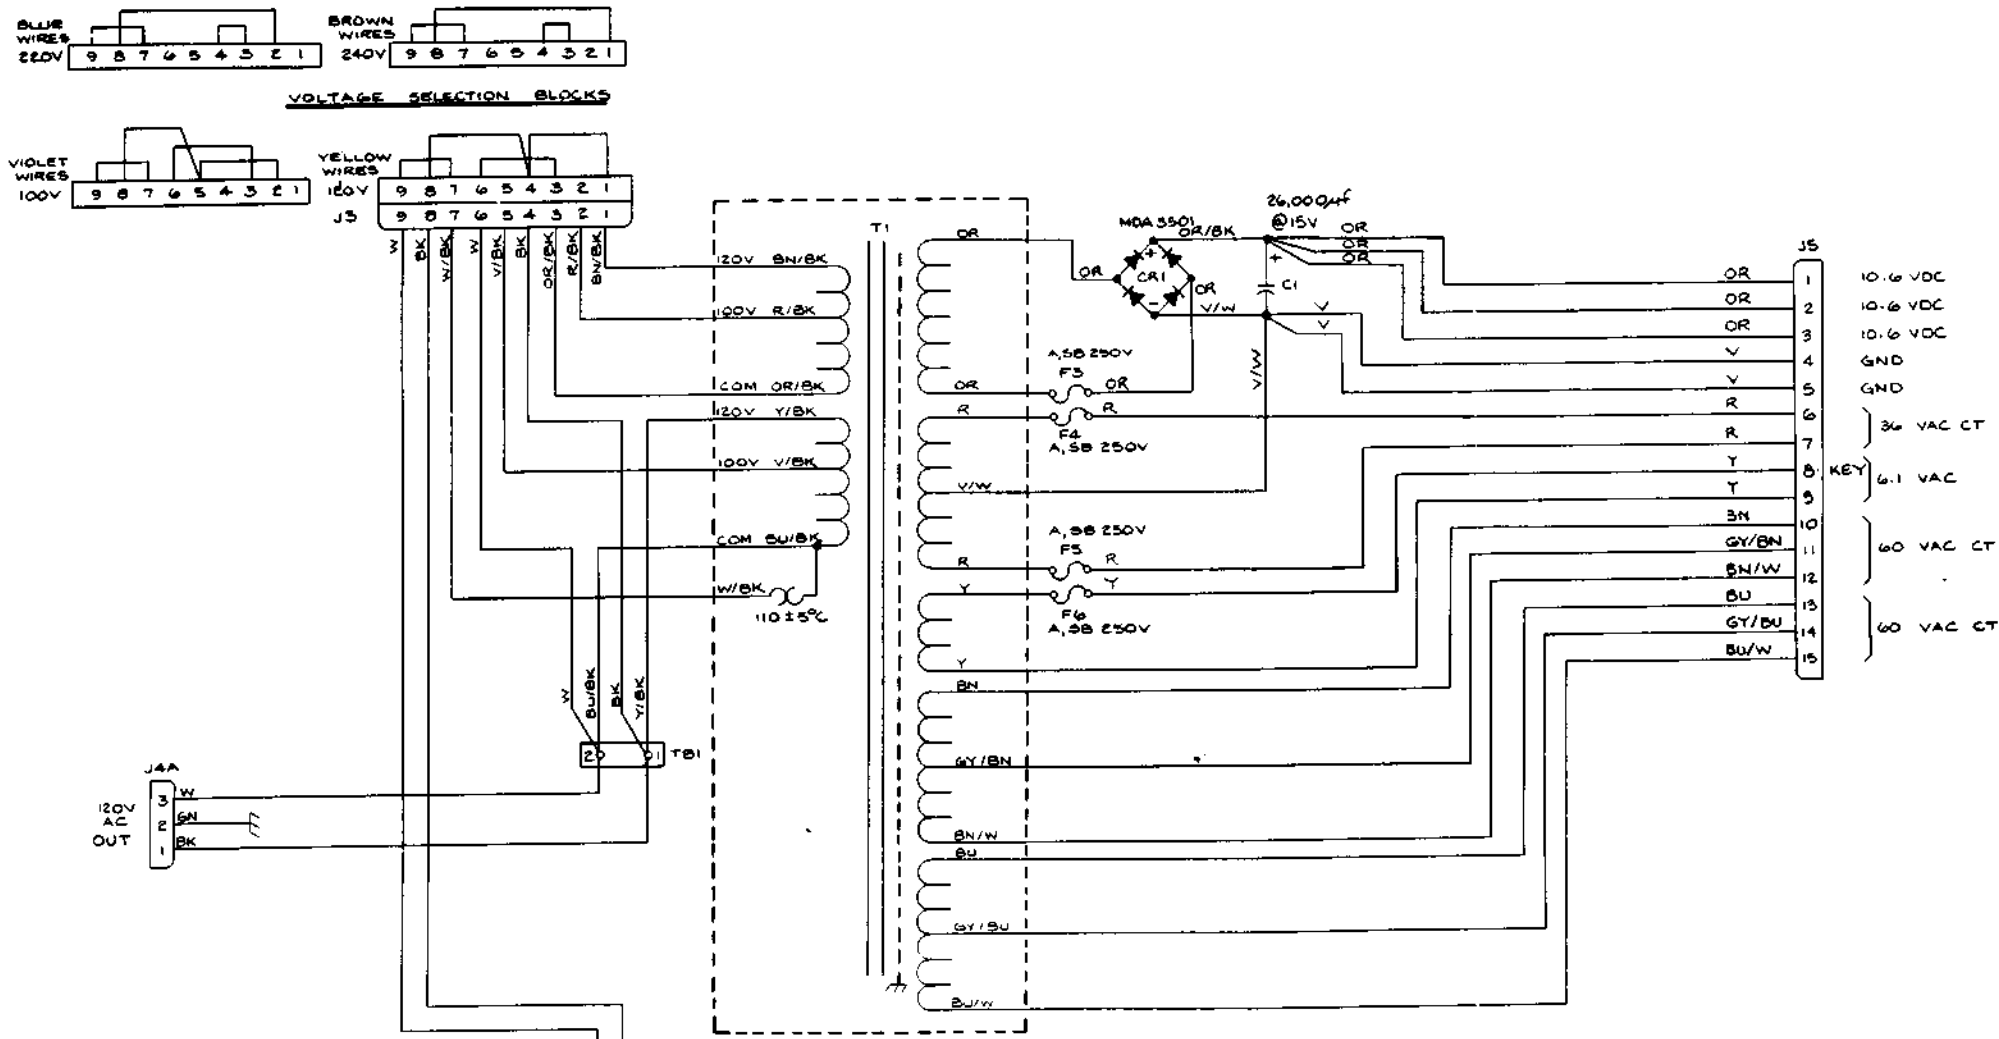 BLUE
WIRES
220V
9 8 7 6 5 4 3 2 1
BROWN
WIRES
240V
9 8 7 6 5 4 3 2 1
VOLTAGE SELECTION BLOCKS
VIOLET
WIRES
100V
9 8 7 6 5 4 3 2 1
YELLOW
WIRES
120V
9 8 7 6 5 4 3 2 1
J3
9 8 7 6 5 4 3 2 1
W
BK
W/BK
W
V/BK
BK
OR/BK
R/BK
BN/BK
T1
120V BN/BK
100V R/BK
COM OR/BK
120V Y/BK
100V V/BK
COM BU/BK
W/BK
110±5°C
W
BU/BK
BK
Y/BK
2 1 TB1
J4A
120V
AC
OUT
3 W
2 GN
1 BK
OR
OR
MDA 3501
OR/BK
+
CR1
-
OR
V/W
26,000µf
@15V
OR
OR
OR
+
C1
V
V
V/W
A,SB 250V
F3
OR
OR
R
R
F4
A,SB 250V
V/W
A,SB 250V
F5
R
R
Y
Y
F6
A,SB 250V
Y
BN
GY/BN
BN/W
BU
GY/BU
BU/W
J5
OR 1 10.6 VDC
OR 2 10.6 VDC
OR 3 10.6 VDC
V 4 GND
V 5 GND
R 6
36 VAC CT
R 7
Y 8 KEY
6.1 VAC
Y 9
BN 10
GY/BN 11
60 VAC CT
BN/W 12
BU 13
GY/BU 14
60 VAC CT
BU/W 15